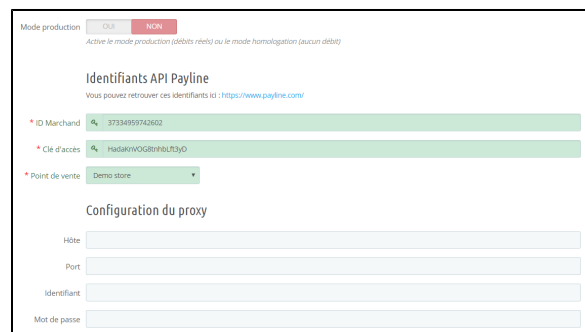 Mode production OUI NON
Active le mode production (débits réels) ou le mode homologation (aucun débit)
Identifiants API Payline
Vous pouvez retrouver ces identifiants ici : https://www.payline.com/
* ID Marchand 37334959742602
* Clé d'accès HadaKnVOG8tnhbLft3yD
* Point de vente Demo store
Configuration du proxy
Hôte
Port
Identifiant
Mot de passe